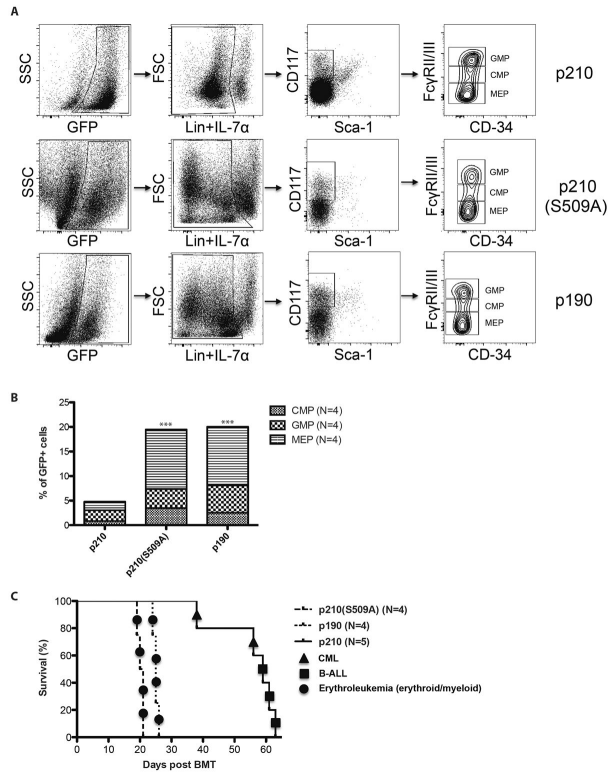 A
SSC
GFP
FSC
Lin+IL-7α
CD117
Sca-1
FcγRII/III
GMP
CMP
MEP
CD-34
p210
SSC
GFP
FSC
Lin+IL-7α
CD117
Sca-1
FcγRII/III
GMP
CMP
MEP
CD-34
p210
(S509A)
SSC
GFP
FSC
Lin+IL-7α
CD117
Sca-1
FcγRII/III
GMP
CMP
MEP
CD-34
p190
B
% of GFP+ cells
25
20
15
10
5
0
***
***
p210
p210(S509A)
p190
CMP (N=4)
GMP (N=4)
MEP (N=4)
C
Survival (%)
100
80
60
40
20
0
0
20
40
60
Days post BMT
p210(S509A) (N=4)
p190 (N=4)
p210 (N=5)
CML
B-ALL
Erythroleukemia (erythroid/myeloid)